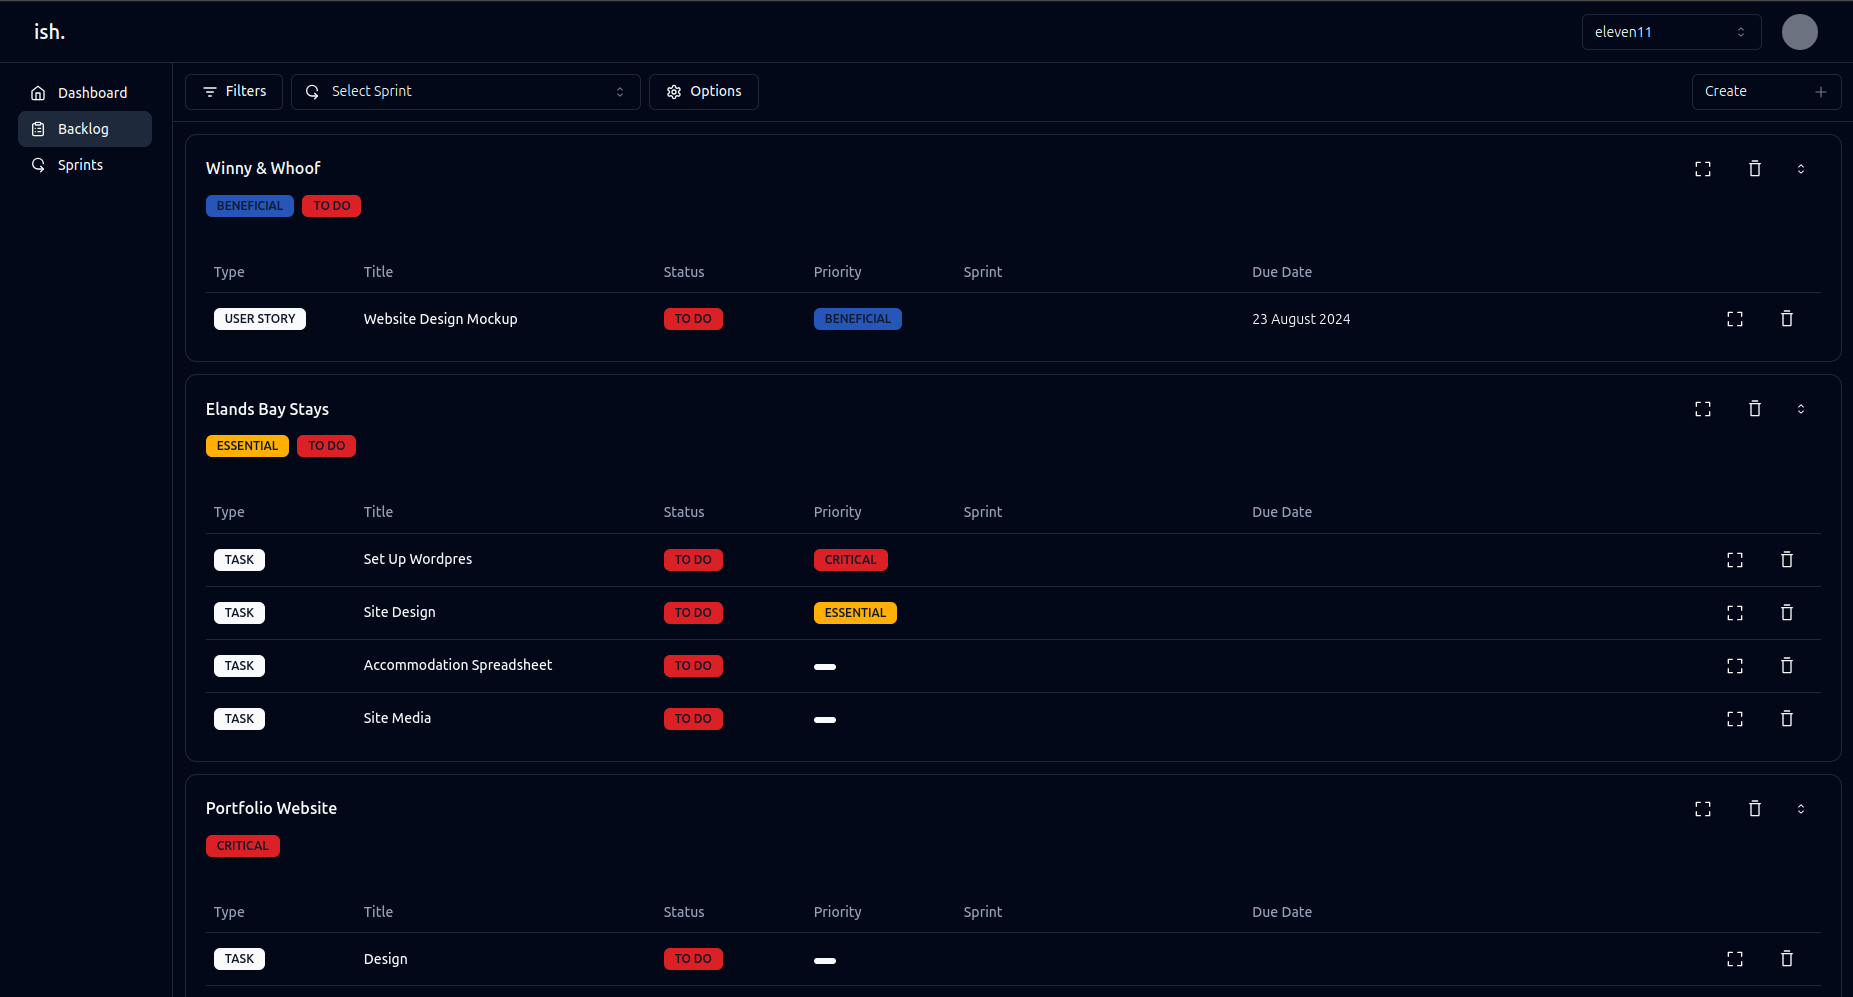 ish.
eleven11
Dashboard
Backlog
Sprints
Filters
Select Sprint
Options
Create
Winny & Whoof
BENEFICIAL TO DO
Type Title Status Priority Sprint Due Date
USER STORY Website Design Mockup TO DO BENEFICIAL 23 August 2024
Elands Bay Stays
ESSENTIAL TO DO
Type Title Status Priority Sprint Due Date
TASK Set Up Wordpres TO DO CRITICAL
TASK Site Design TO DO ESSENTIAL
TASK Accommodation Spreadsheet TO DO
TASK Site Media TO DO
Portfolio Website
CRITICAL
Type Title Status Priority Sprint Due Date
TASK Design TO DO